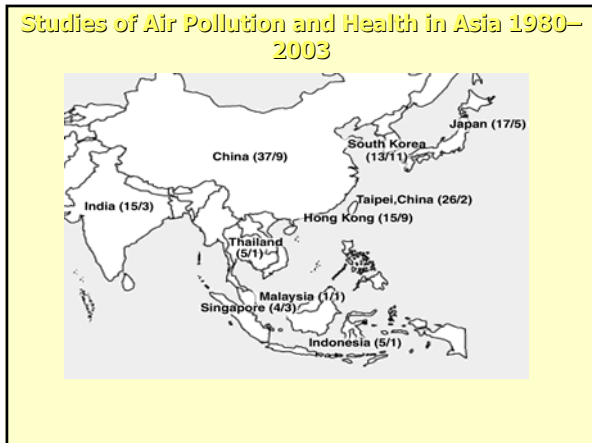 Studies of Air Pollution and Health in Asia 1980–
2003
Japan (17/5)
South Korea
(13/11)
China (37/9)
Taipei,China (26/2)
India (15/3)
Hong Kong (15/9)
Thailand
(5/1)
Malaysia (1/1)
Singapore (4/3)
Indonesia (5/1)